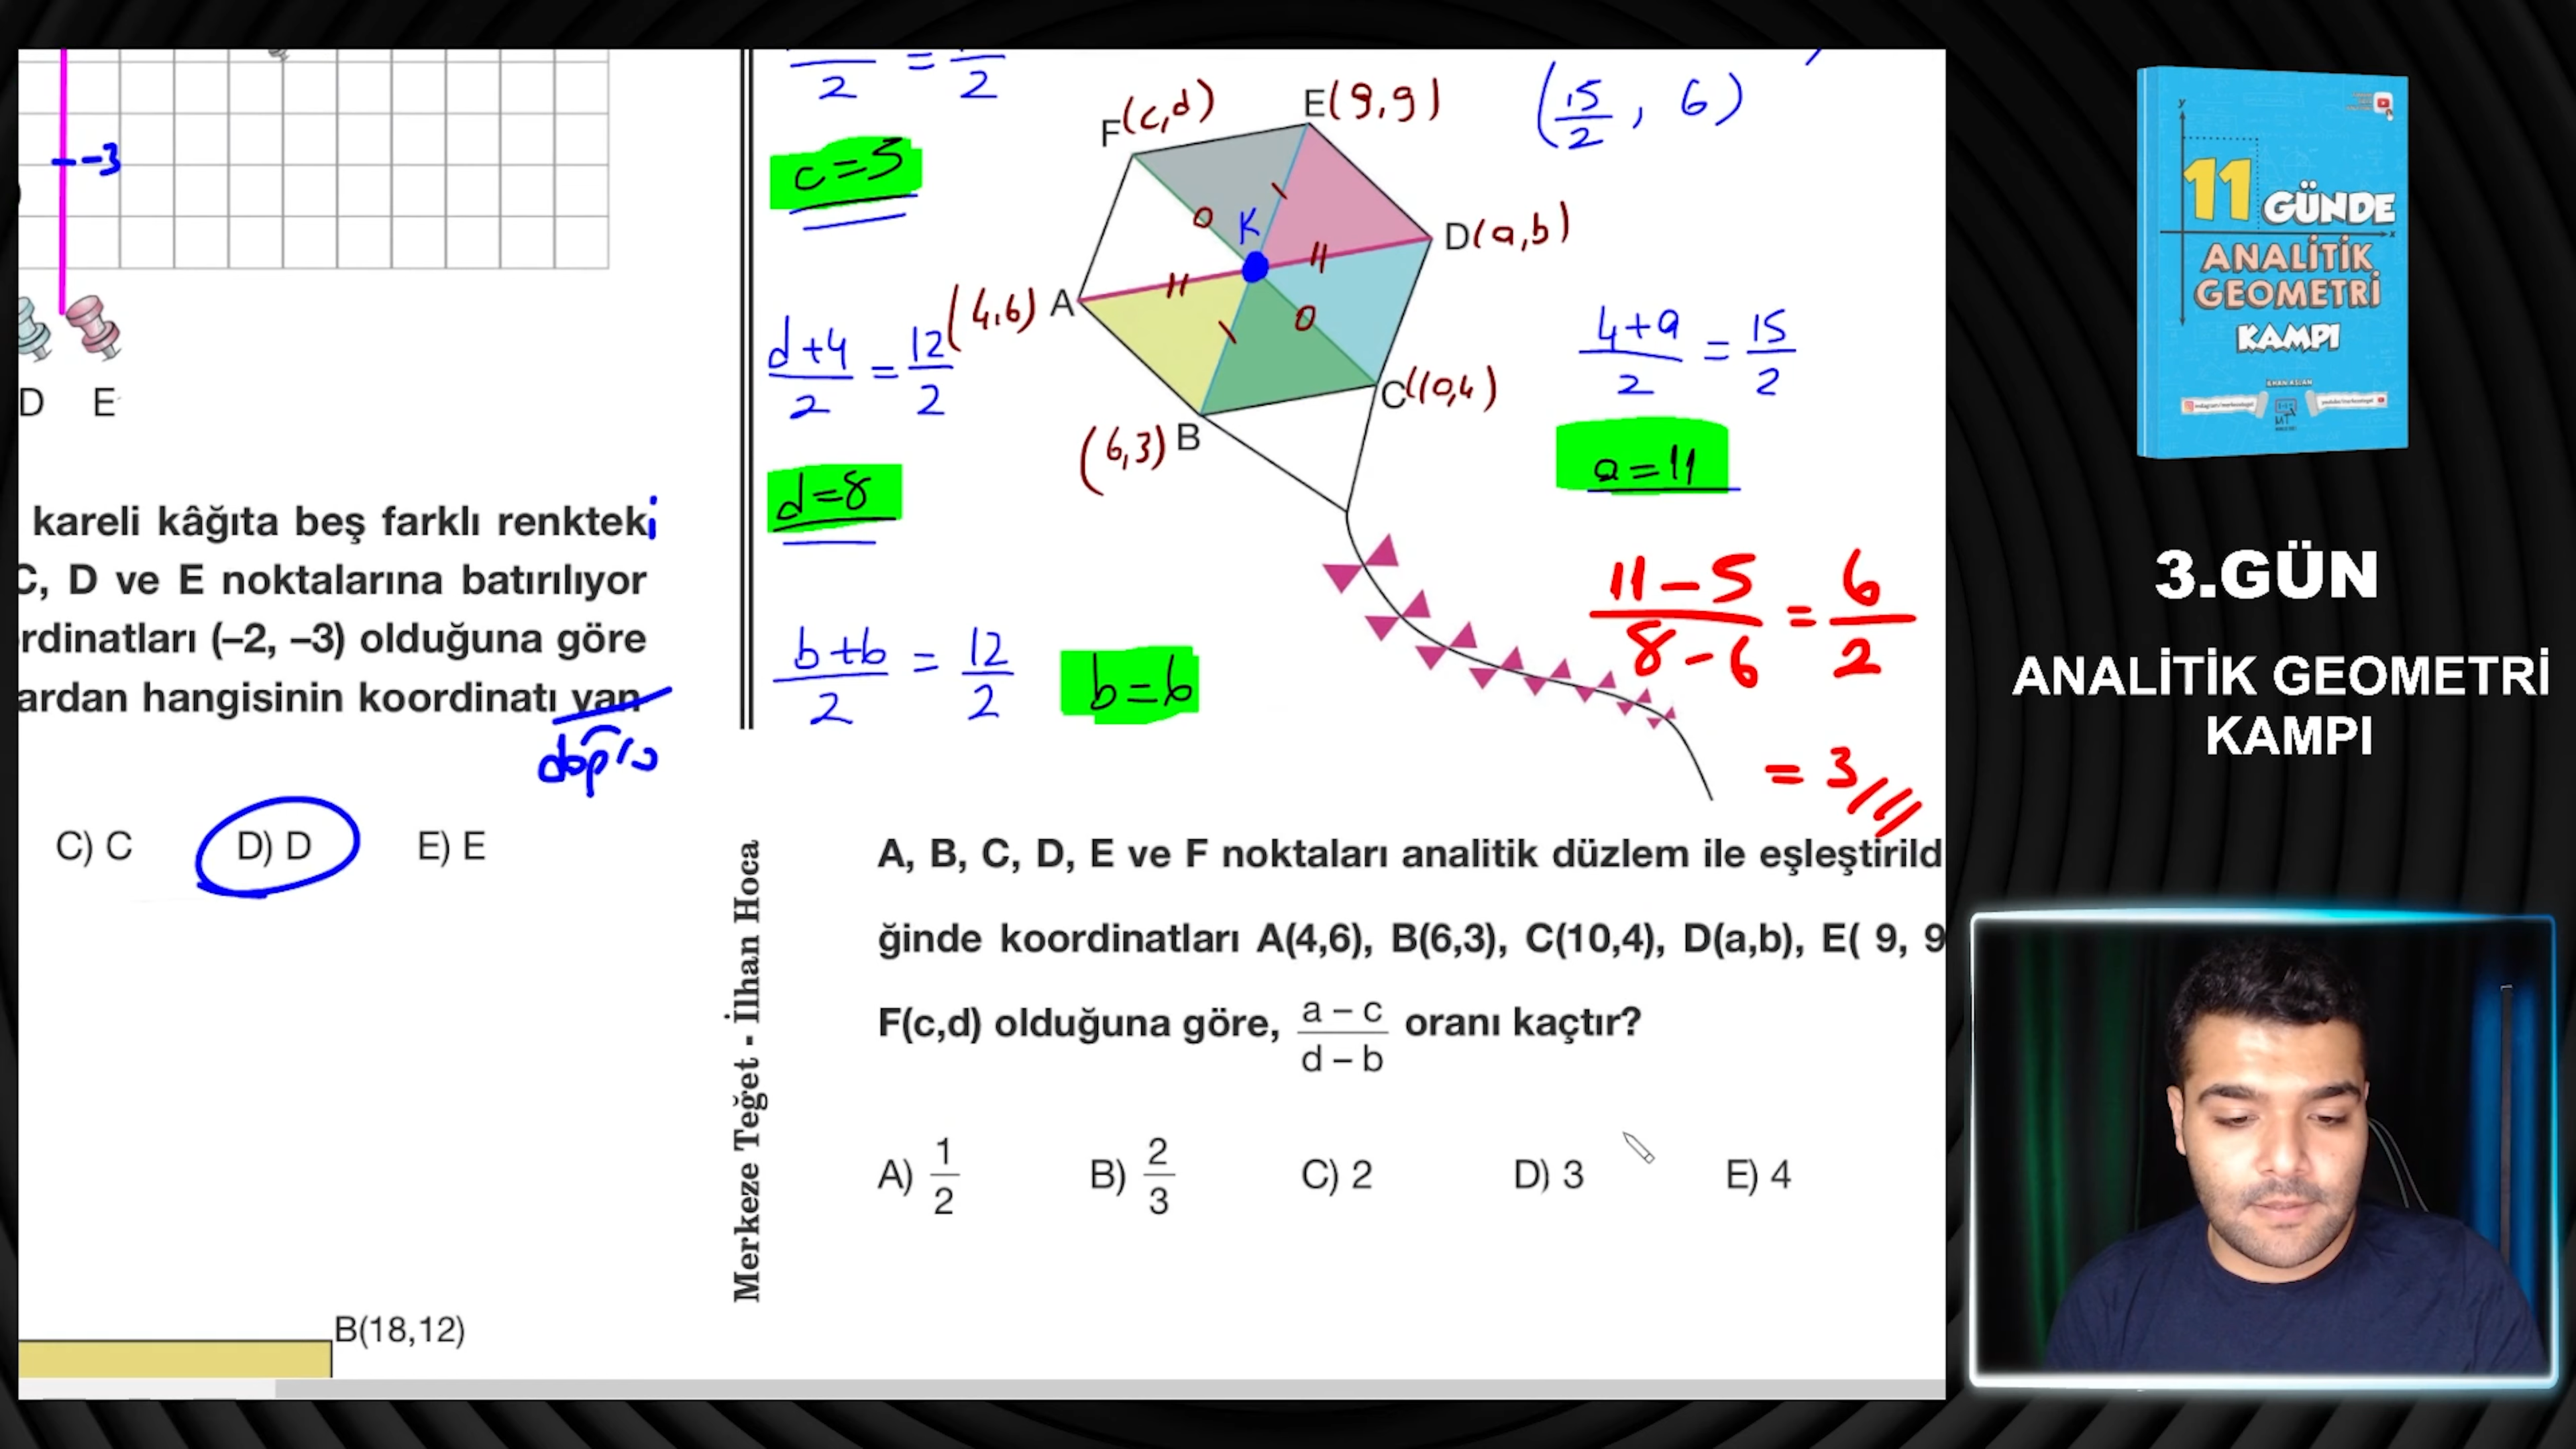 -3
D E
kareli kâğıta beş farklı renkteki
C, D ve E noktalarına batırılıyor
rdinatları (–2, –3) olduğuna göre
ardan hangisinin koordinatı yan
doğru
C) C D) D E) E
B(18,12)
Merkeze Teğet - İlhan Hoca
2 = 2
c=5
d+4 / 2 = 12 / 2
d=8
b+6 / 2 = 12 / 2
b=6
F(c,d)
E(9,9)
(15/2, 6)
K
D(a,b)
(4,6) A
(6,3) B
C(10,4)
4+a / 2 = 15 / 2
a=11
11-5 / 8-6 = 6 / 2
= 3
A, B, C, D, E ve F noktaları analitik düzlem ile eşleştirild
ğinde koordinatları A(4,6), B(6,3), C(10,4), D(a,b), E( 9, 9
F(c,d) olduğuna göre, a – c / d – b oranı kaçtır?
A) 1/2 B) 2/3 C) 2 D) 3 E) 4
y
x
11 GÜNDE
ANALİTİK
GEOMETRİ
KAMPI
İLHAN ASLAN
3.GÜN
ANALİTİK GEOMETRİ
KAMPI